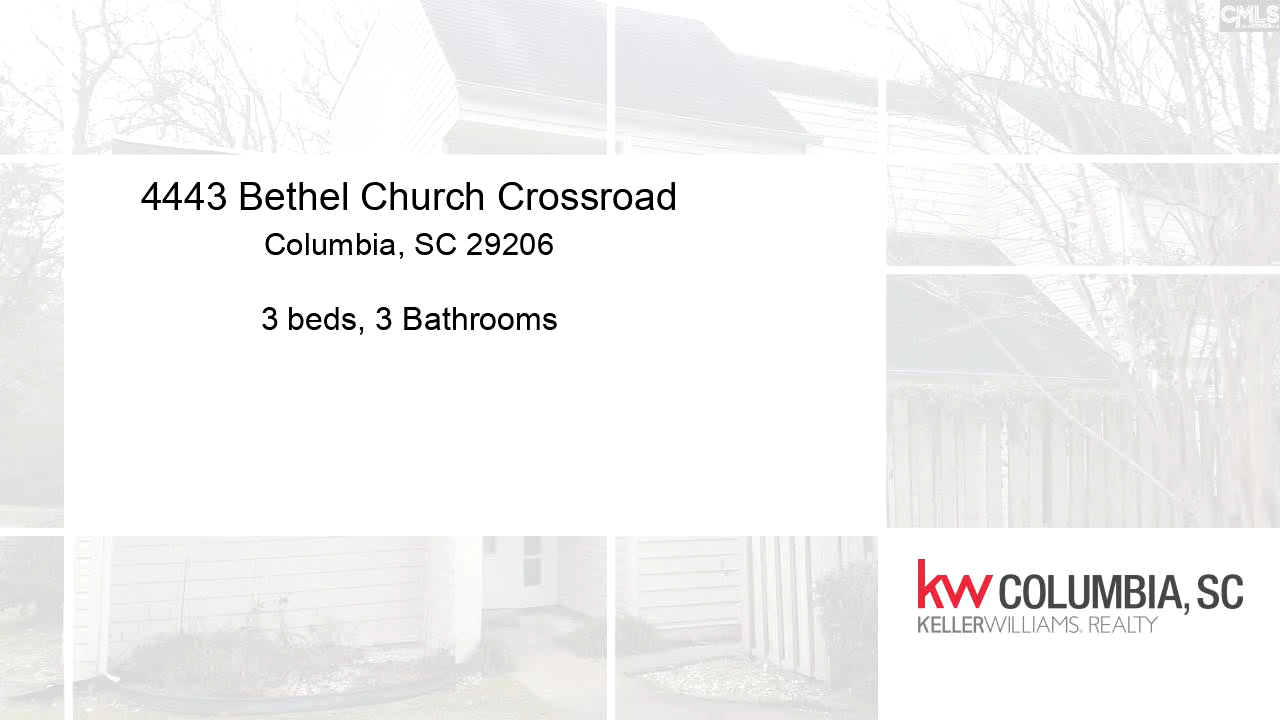 CMLS
4443 Bethel Church Crossroad
Columbia, SC 29206
3 beds, 3 Bathrooms
kw COLUMBIA, SC
KELLERWILLIAMS. REALTY